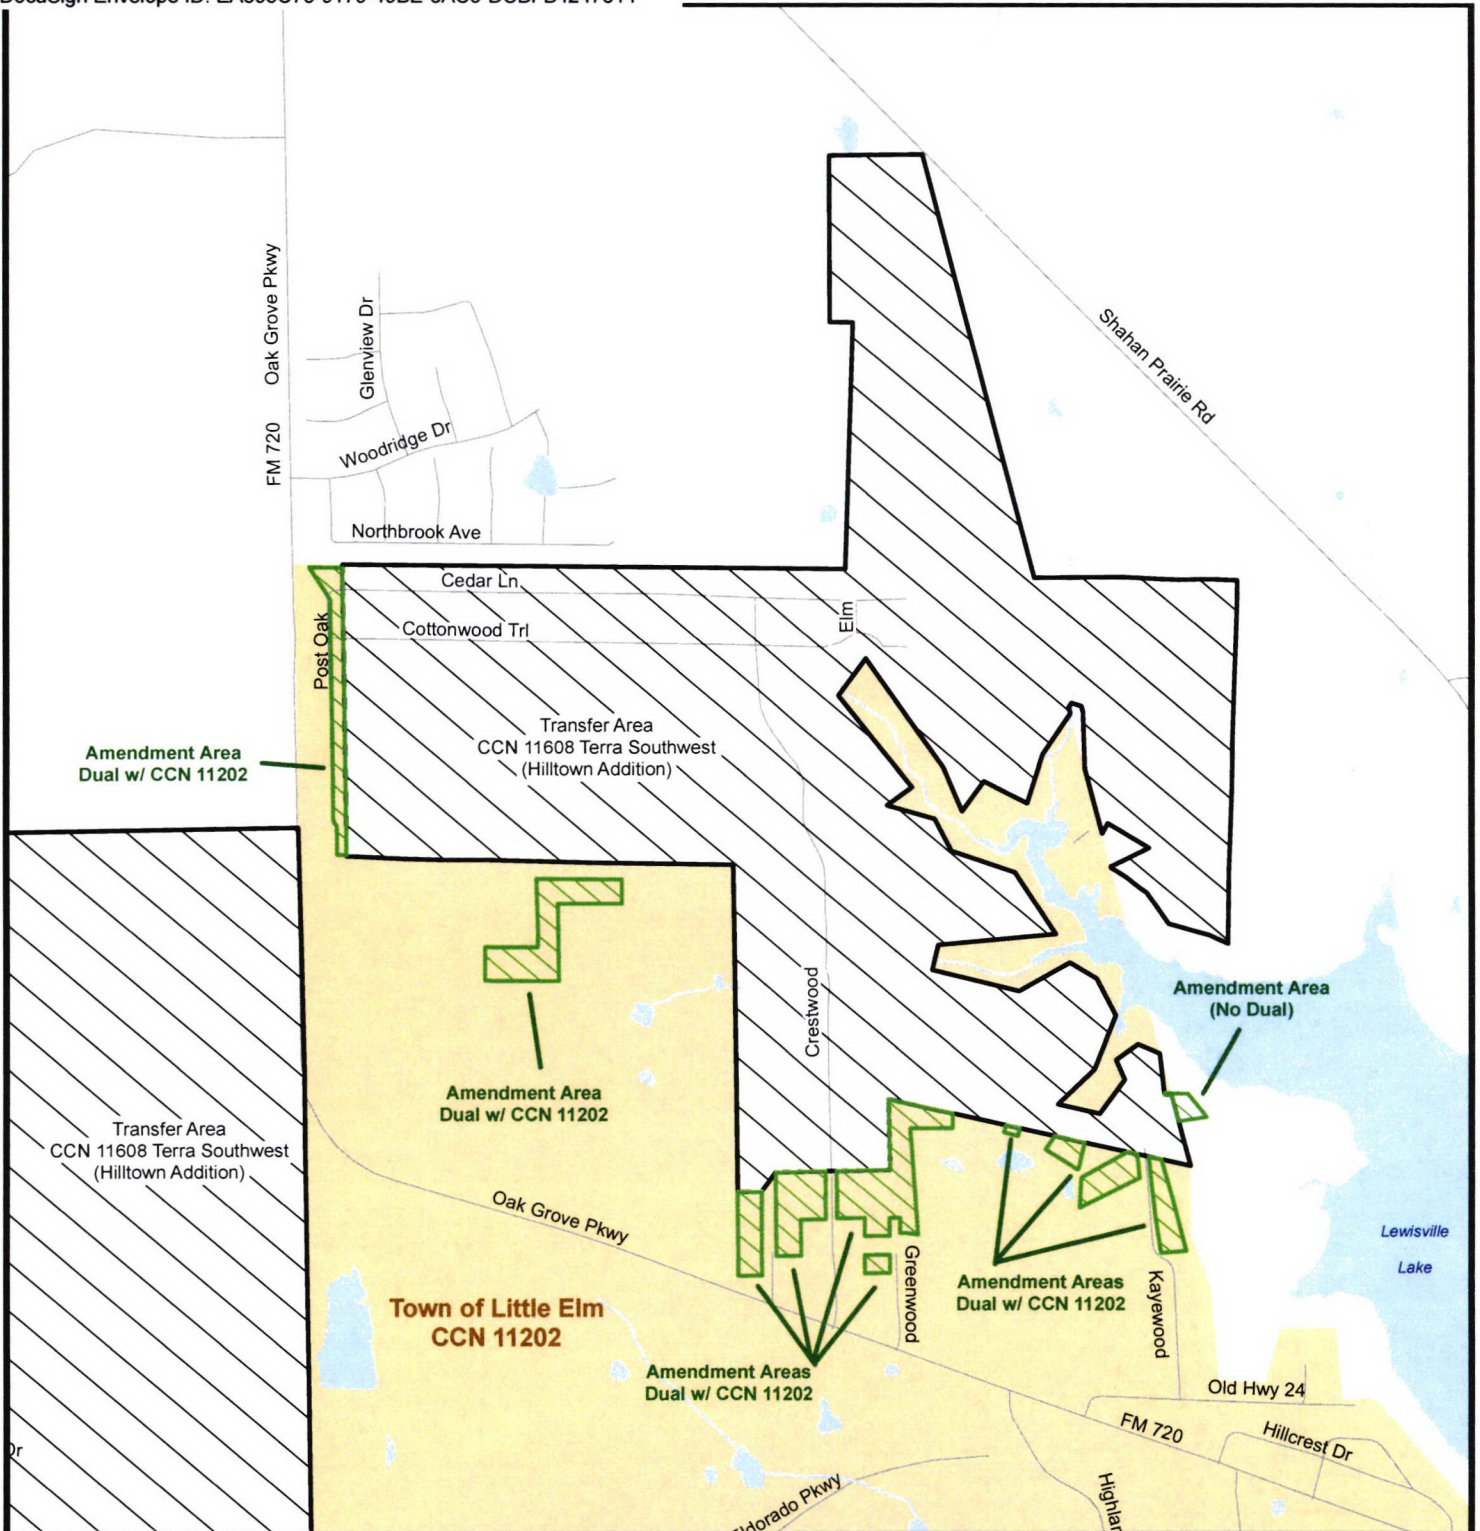 Oak Grove Pkwy
FM 720
Glenview Dr
Woodridge Dr
Northbrook Ave
Shahan Prairie Rd
Cedar Ln
Cottonwood Trl
Elm
Post Oak
Transfer Area
CCN 11608 Terra Southwest
(Hilltown Addition)
Amendment Area
Dual w/ CCN 11202
Crestwood
Amendment Area
(No Dual)
Amendment Area
Dual w/ CCN 11202
Transfer Area
CCN 11608 Terra Southwest
(Hilltown Addition)
Oak Grove Pkwy
Greenwood
Kayewood
Lewisville
Lake
Amendment Areas
Dual w/ CCN 11202
Town of Little Elm
CCN 11202
Amendment Areas
Dual w/ CCN 11202
Old Hwy 24
FM 720
Hillcrest Dr
Dr
Pkwy